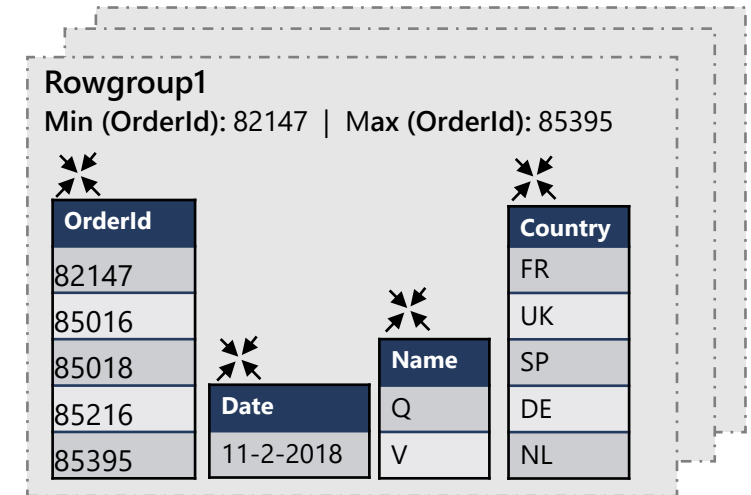 Rowgroup1
Min (OrderId): 82147 | Max (OrderId): 85395
OrderId
82147
85016
85018
85216
85395
Date
11-2-2018
Name
Q
V
Country
FR
UK
SP
DE
NL